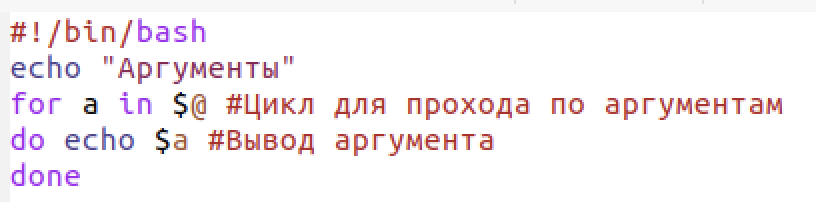 #!/bin/bash
echo "Аргументы"
for a in $@ #Цикл для прохода по аргументам
do echo $a #Вывод аргумента
done